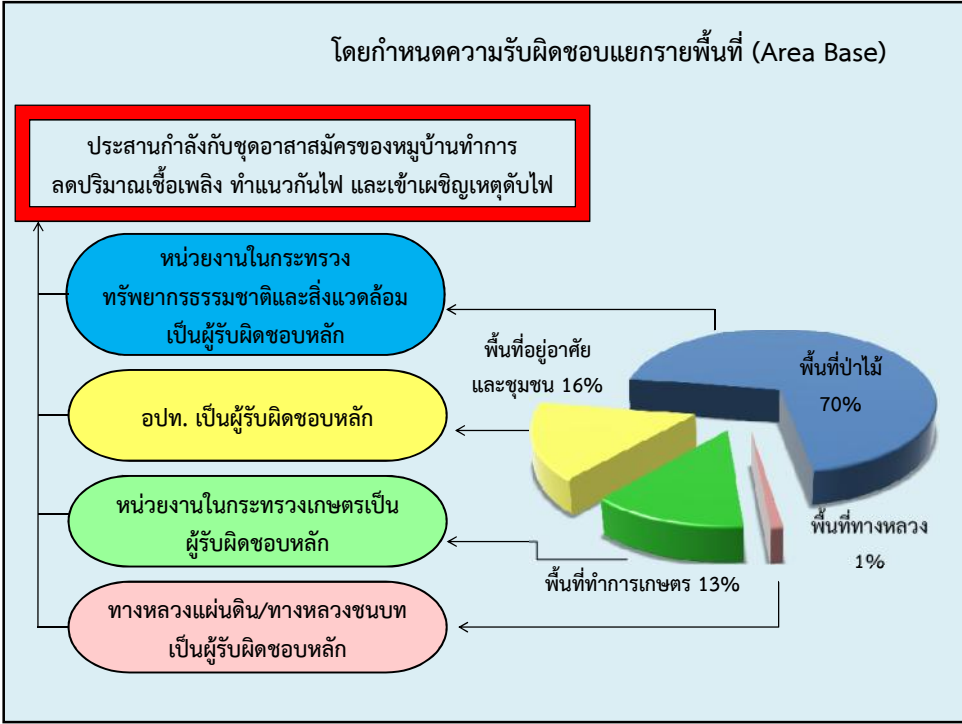 โดยกำหนดความรับผิดชอบแยกรายพื้นที่ (Area Base)
ประสานกำลังกับชุดอาสาสมัครของหมู่บ้านทำการ
ลดปริมาณเชื้อเพลิง ทำแนวกันไฟ และเข้าเผชิญเหตุดับไฟ
หน่วยงานในกระทรวง
ทรัพยากรธรรมชาติและสิ่งแวดล้อม
เป็นผู้รับผิดชอบหลัก
อปท. เป็นผู้รับผิดชอบหลัก
หน่วยงานในกระทรวงเกษตรเป็น
ผู้รับผิดชอบหลัก
ทางหลวงแผ่นดิน/ทางหลวงชนบท
เป็นผู้รับผิดชอบหลัก
พื้นที่อยู่อาศัย
และชุมชน 16%
พื้นที่ป่าไม้
70%
พื้นที่ทางหลวง
1%
พื้นที่ทำการเกษตร 13%